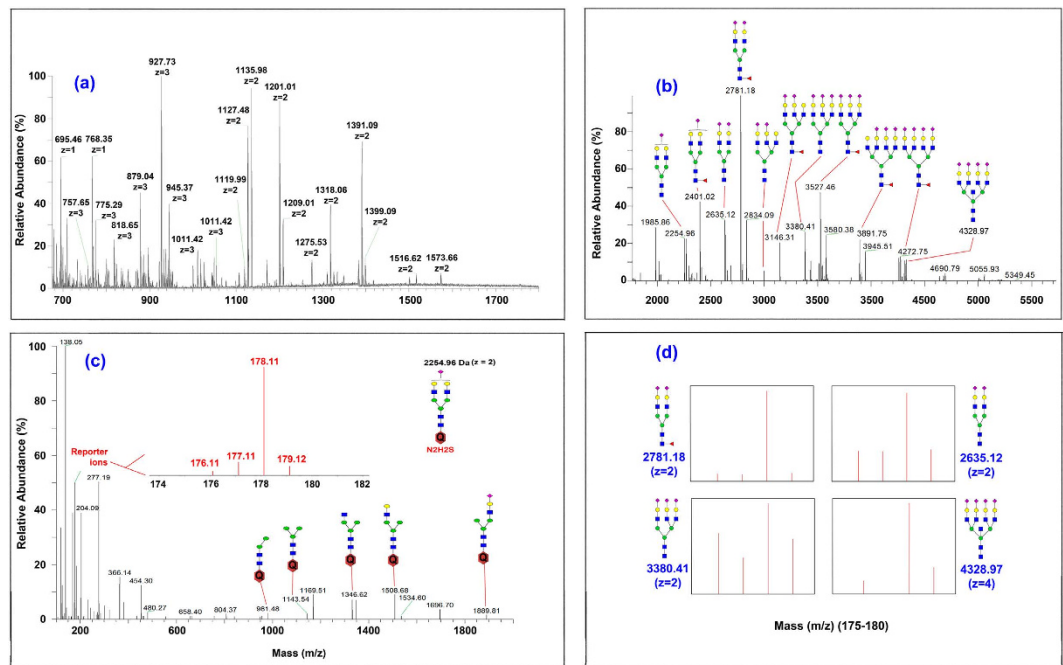 (a)
Relative Abundance (%)
100
80
60
40
20
0
927.73
z=3
1135.98
z=2
1201.01
z=2
1127.48
z=2
1391.09
z=2
695.46
z=1
768.35
z=1
879.04
z=3
945.37
z=3
1119.99
z=2
1318.06
z=2
757.65
z=3
775.29
z=3
818.65
z=3
1011.42
z=3
1011.42
z=3
1209.01
z=2
1275.53
z=2
1399.09
z=2
1516.62
z=2
1573.66
z=2
700
900
1100
1300
1500
1700
(b)
Relative Abundance (%)
80
60
40
20
0
2781.18
1985.86
2254.96
2401.02
2635.12
2834.09
3146.31
3380.41
3527.46
3580.38
3891.75
3945.51
4272.75
4328.97
4690.79
5055.93
5349.45
2000
2500
3000
3500
4000
4500
5000
5500
(c)
Relative Abundance (%)
100
80
60
40
20
0
138.05
178.11
2254.96 Da (z = 2)
N2H2S
Reporter
ions
176.11
177.11
179.12
174
176
178
180
182
277.19
204.09
366.14
454.30
480.27
658.40
804.37
981.48
1143.54
1169.51
1346.62
1508.68
1534.60
1696.70
1889.81
200
600
1000
1400
1800
Mass (m/z)
(d)
2781.18
(z=2)
2635.12
(z=2)
3380.41
(z=2)
4328.97
(z=4)
Mass (m/z) (175-180)